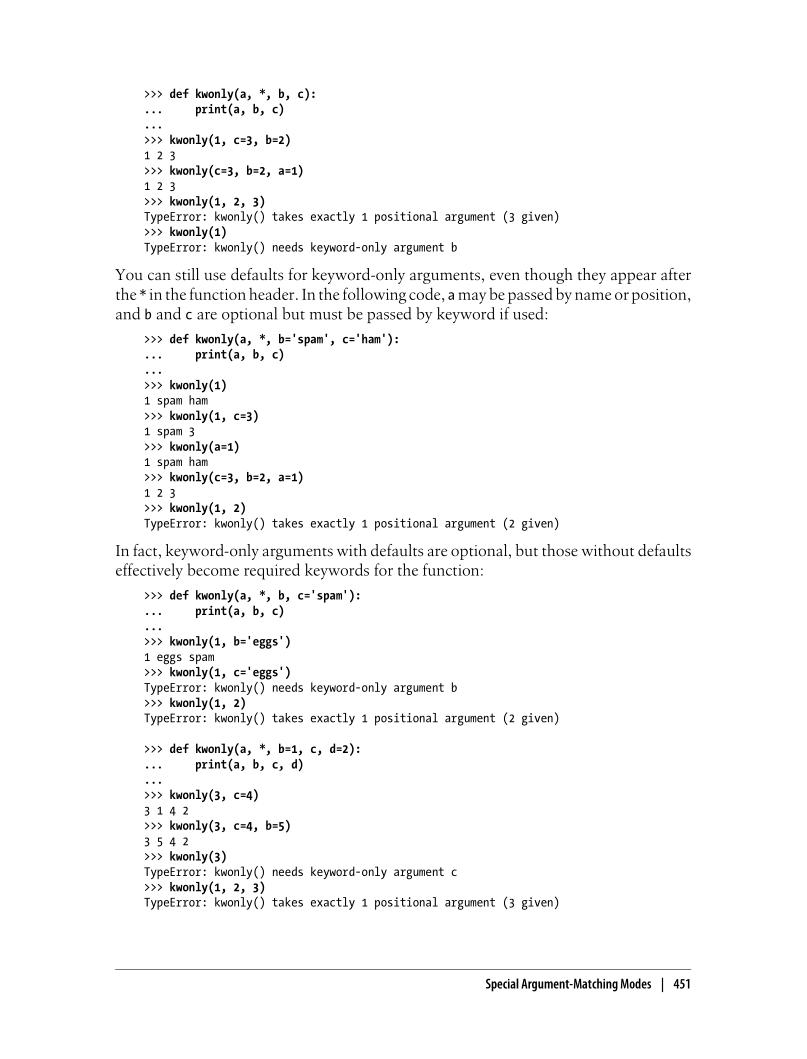 >>> def kwonly(a, *, b, c):
...     print(a, b, c)
...
>>> kwonly(1, c=3, b=2)
1 2 3
>>> kwonly(c=3, b=2, a=1)
1 2 3
>>> kwonly(1, 2, 3)
TypeError: kwonly() takes exactly 1 positional argument (3 given)
>>> kwonly(1)
TypeError: kwonly() needs keyword-only argument b
You can still use defaults for keyword-only arguments, even though they appear after
the * in the function header. In the following code, a may be passed by name or position,
and b and c are optional but must be passed by keyword if used:
>>> def kwonly(a, *, b='spam', c='ham'):
...     print(a, b, c)
...
>>> kwonly(1)
1 spam ham
>>> kwonly(1, c=3)
1 spam 3
>>> kwonly(a=1)
1 spam ham
>>> kwonly(c=3, b=2, a=1)
1 2 3
>>> kwonly(1, 2)
TypeError: kwonly() takes exactly 1 positional argument (2 given)
In fact, keyword-only arguments with defaults are optional, but those without defaults
effectively become required keywords for the function:
>>> def kwonly(a, *, b, c='spam'):
...     print(a, b, c)
...
>>> kwonly(1, b='eggs')
1 eggs spam
>>> kwonly(1, c='eggs')
TypeError: kwonly() needs keyword-only argument b
>>> kwonly(1, 2)
TypeError: kwonly() takes exactly 1 positional argument (2 given)
>>> def kwonly(a, *, b=1, c, d=2):
...     print(a, b, c, d)
...
>>> kwonly(3, c=4)
3 1 4 2
>>> kwonly(3, c=4, b=5)
3 5 4 2
>>> kwonly(3)
TypeError: kwonly() needs keyword-only argument c
>>> kwonly(1, 2, 3)
TypeError: kwonly() takes exactly 1 positional argument (3 given)
Special Argument-Matching Modes | 451